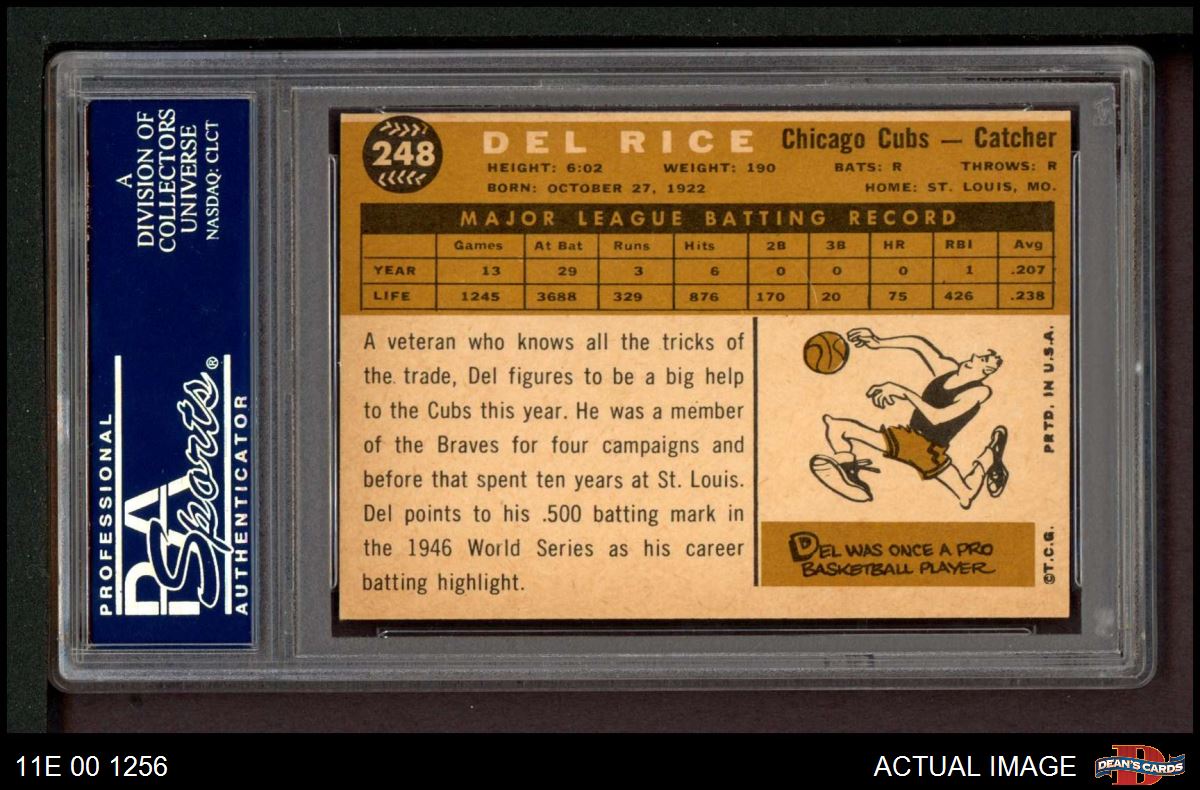 A
DIVISION OF
COLLECTORS
UNIVERSE
NASDAQ: CLCT
PROFESSIONAL
PSA
Sports®
AUTHENTICATOR
248
DEL RICE Chicago Cubs — Catcher
HEIGHT: 6:02 WEIGHT: 190 BATS: R THROWS: R
BORN: OCTOBER 27, 1922 HOME: ST. LOUIS, MO.
MAJOR LEAGUE BATTING RECORD
Games At Bat Runs Hits 2B 3B HR RBI Avg
YEAR 13 29 3 6 0 0 0 1 .207
LIFE 1245 3688 329 876 170 20 75 426 .238
A veteran who knows all the tricks of
the trade, Del figures to be a big help
to the Cubs this year. He was a member
of the Braves for four campaigns and
before that spent ten years at St. Louis.
Del points to his .500 batting mark in
the 1946 World Series as his career
batting highlight.
DEL WAS ONCE A PRO
BASKETBALL PLAYER
©T.C.G. PRTD. IN U.S.A.
11E 00 1256
ACTUAL IMAGE
D
DEAN'S CARDS